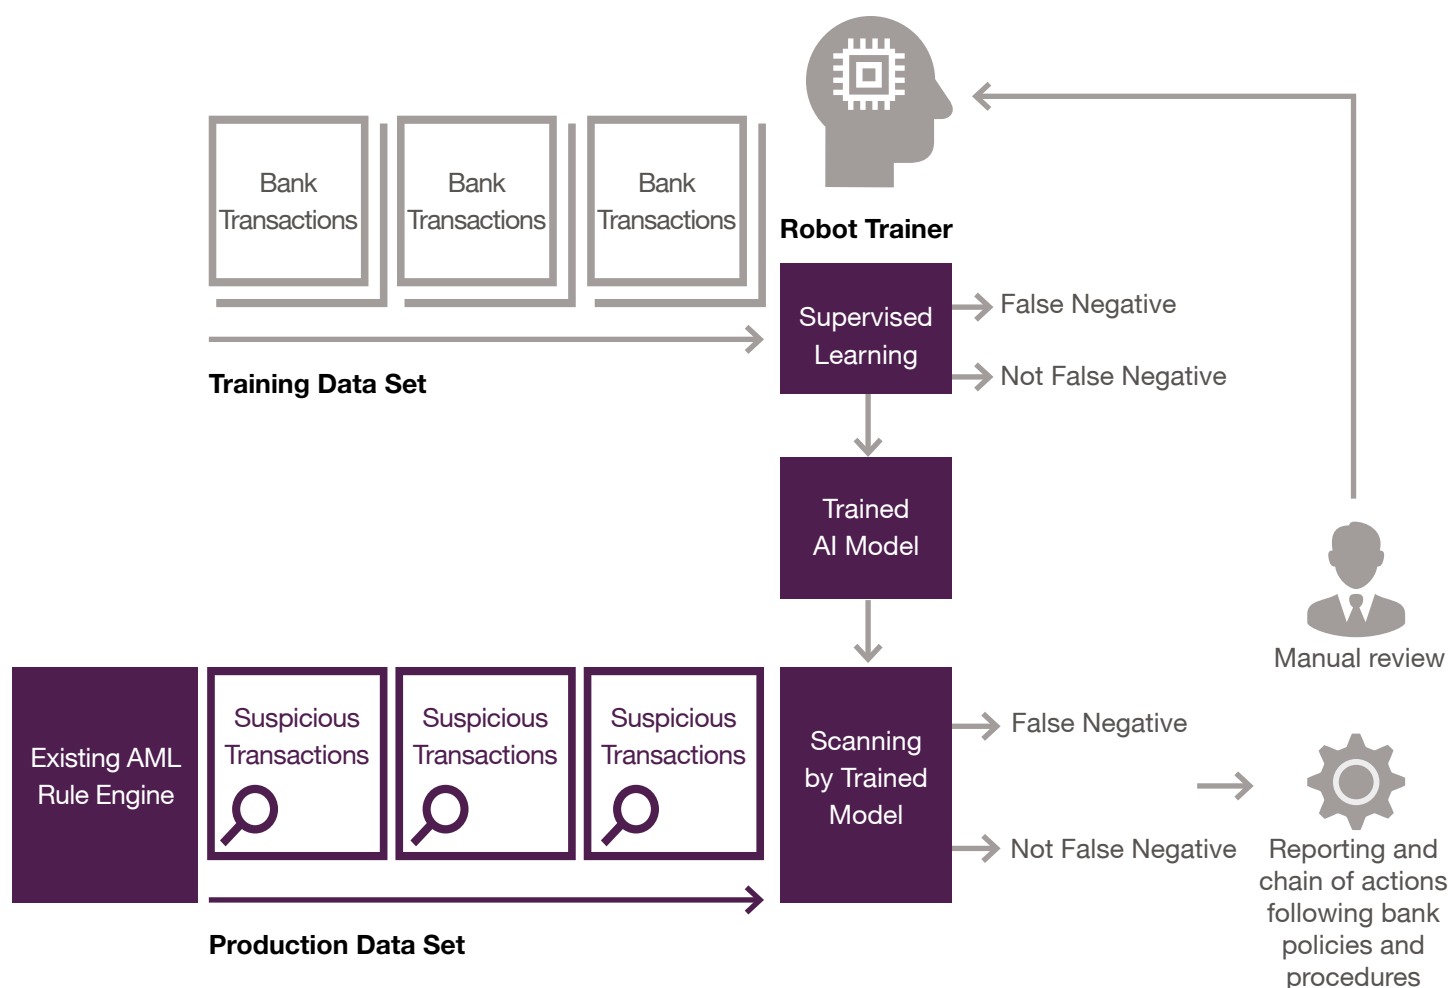 Bank
Transactions
Bank
Transactions
Bank
Transactions
Robot Trainer
Training Data Set
Supervised
Learning
False Negative
Not False Negative
Trained
AI Model
Manual review
Existing AML
Rule Engine
Suspicious
Transactions
Suspicious
Transactions
Suspicious
Transactions
Production Data Set
Scanning
by Trained
Model
False Negative
Not False Negative
Reporting and
chain of actions
following bank
policies and
procedures